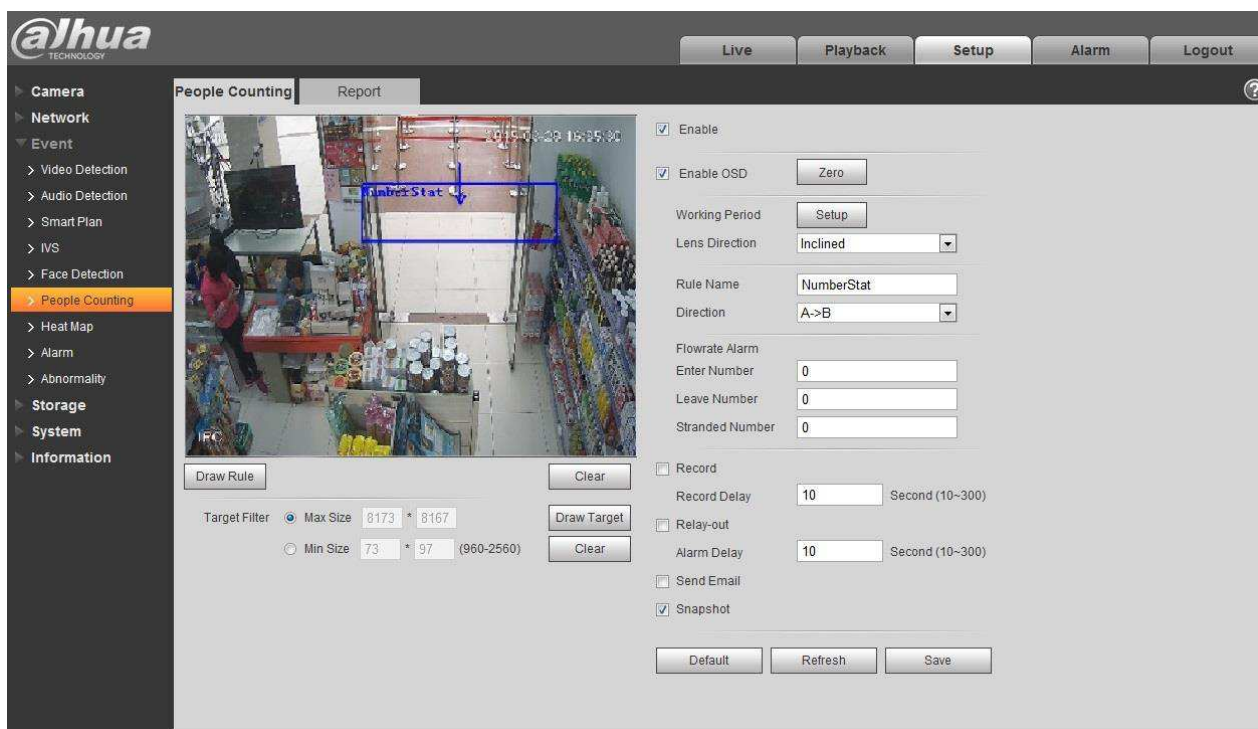 alhua
TECHNOLOGY
Live
Playback
Setup
Alarm
Logout
Camera
Network
Event
> Video Detection
> Audio Detection
> Smart Plan
> IVS
> Face Detection
> People Counting
> Heat Map
> Alarm
> Abnormality
Storage
System
Information
People Counting
Report
?
NumberStat
IPC
Draw Rule
Clear
Target Filter
Max Size 8173 * 8167
Draw Target
Min Size 73 * 97 (960-2560)
Clear
Enable
Enable OSD
Zero
Working Period
Setup
Lens Direction
Inclined
Rule Name
NumberStat
Direction
A->B
Flowrate Alarm
Enter Number
0
Leave Number
0
Stranded Number
0
Record
Record Delay
10
Second (10~300)
Relay-out
Alarm Delay
10
Second (10~300)
Send Email
Snapshot
Default
Refresh
Save